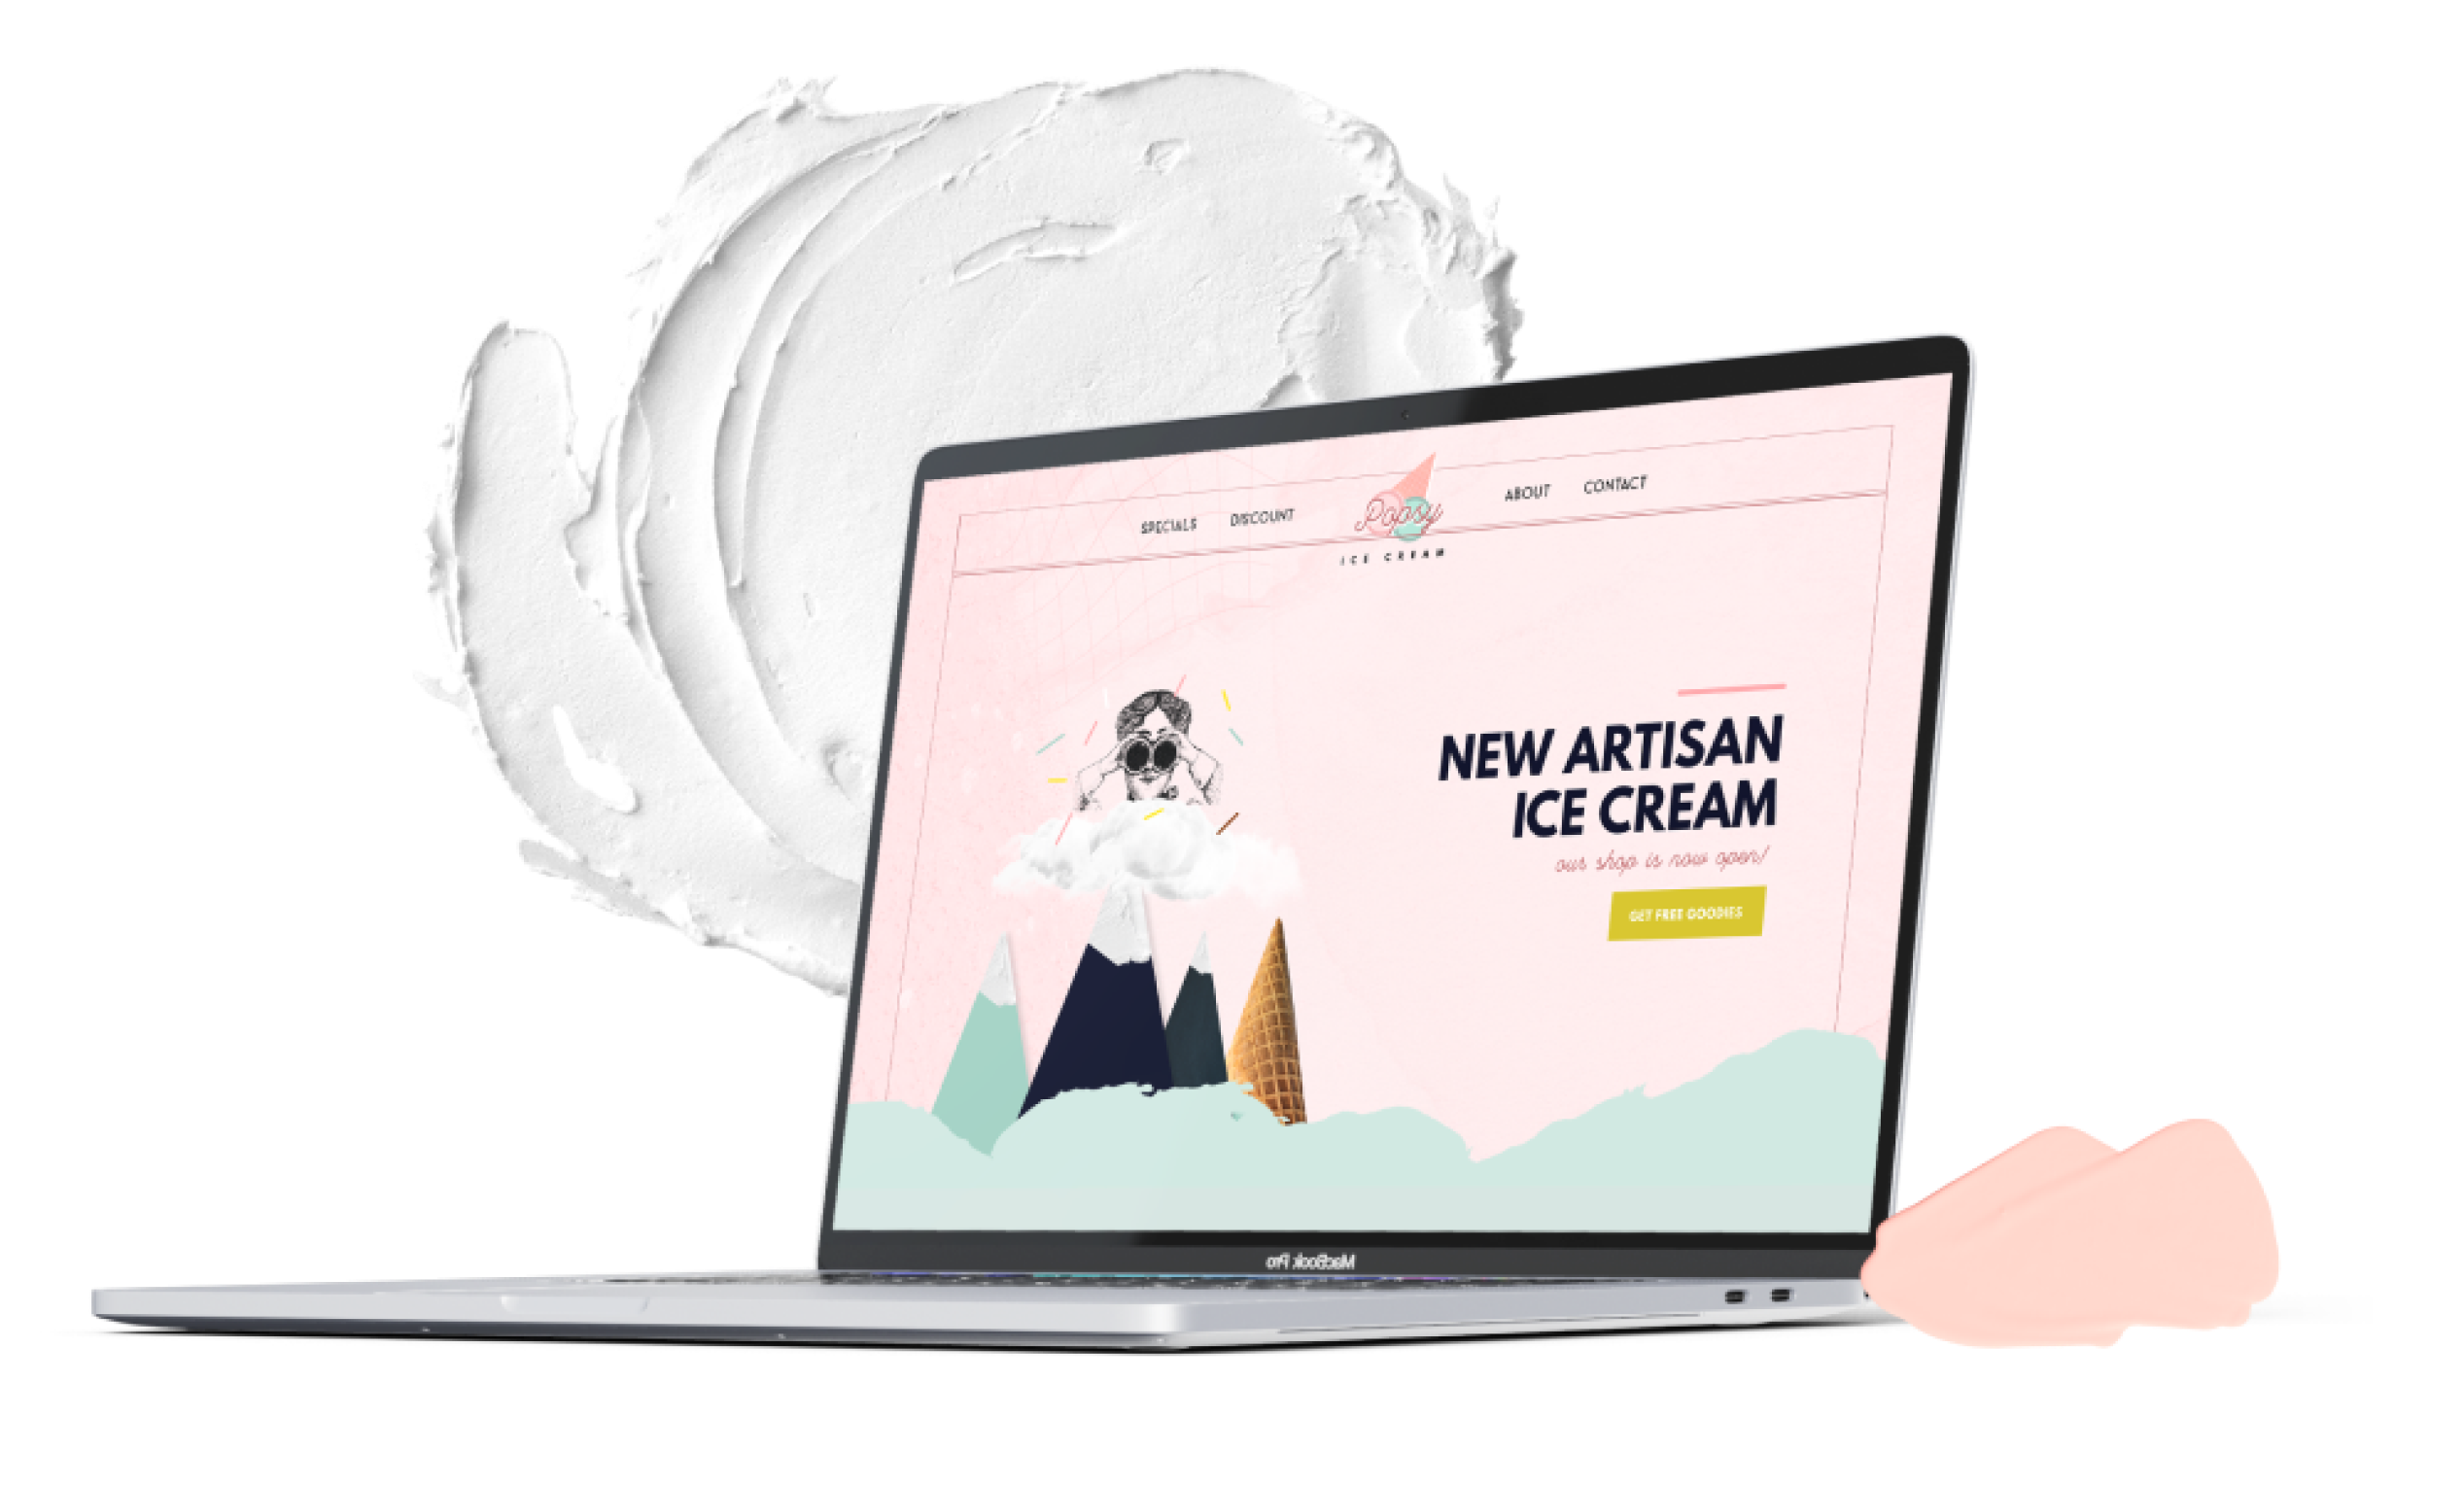 SPECIALS DISCOUNT Popsy ABOUT CONTACT
ICE CREAM
NEW ARTISAN
ICE CREAM
our shop is now open!
GET FREE GOODIES
MacBook Pro